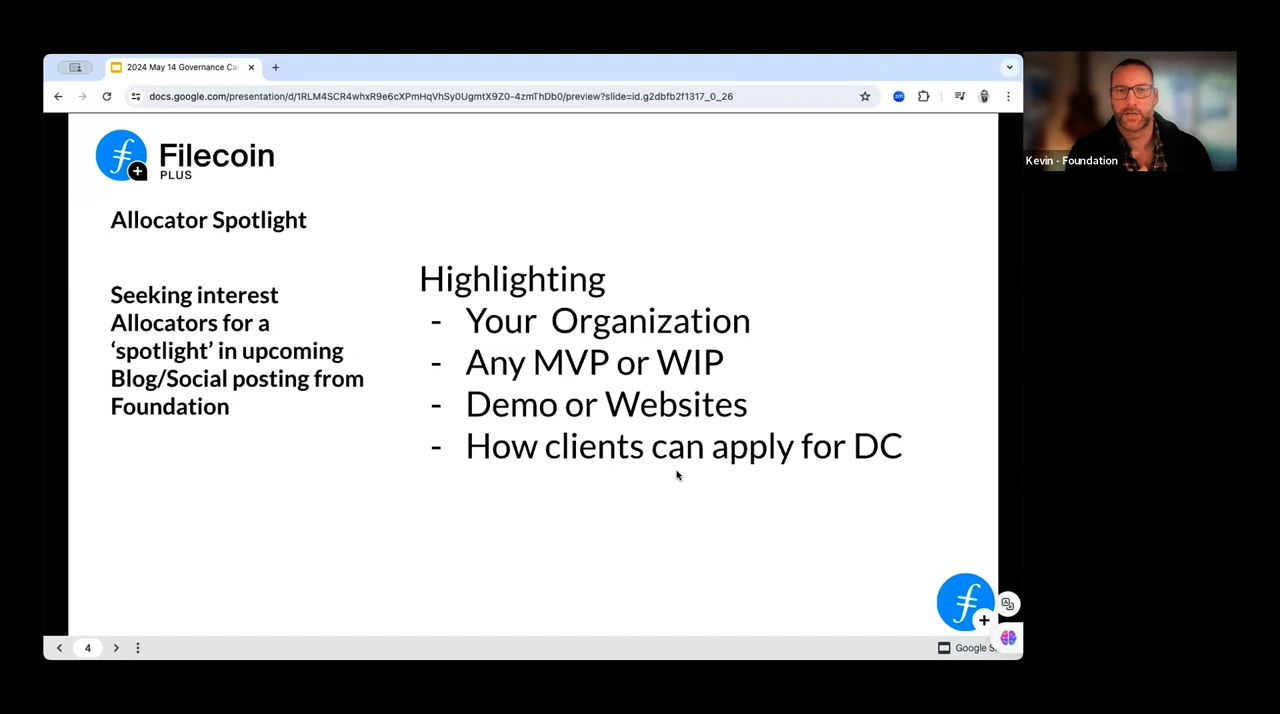 2024 May 14 Governance Ca
docs.google.com/presentation/d/1RLM4SCR4whxR9e6cXPmHqVhSy0UgmtX9Z0-4zmThDb0/preview?slide=id.g2dbfb2f1317_0_26
Kevin - Foundation
Filecoin
PLUS
Allocator Spotlight
Seeking interest
Allocators for a
‘spotlight’ in upcoming
Blog/Social posting from
Foundation
Highlighting
- Your Organization
- Any MVP or WIP
- Demo or Websites
- How clients can apply for DC
4
Google S